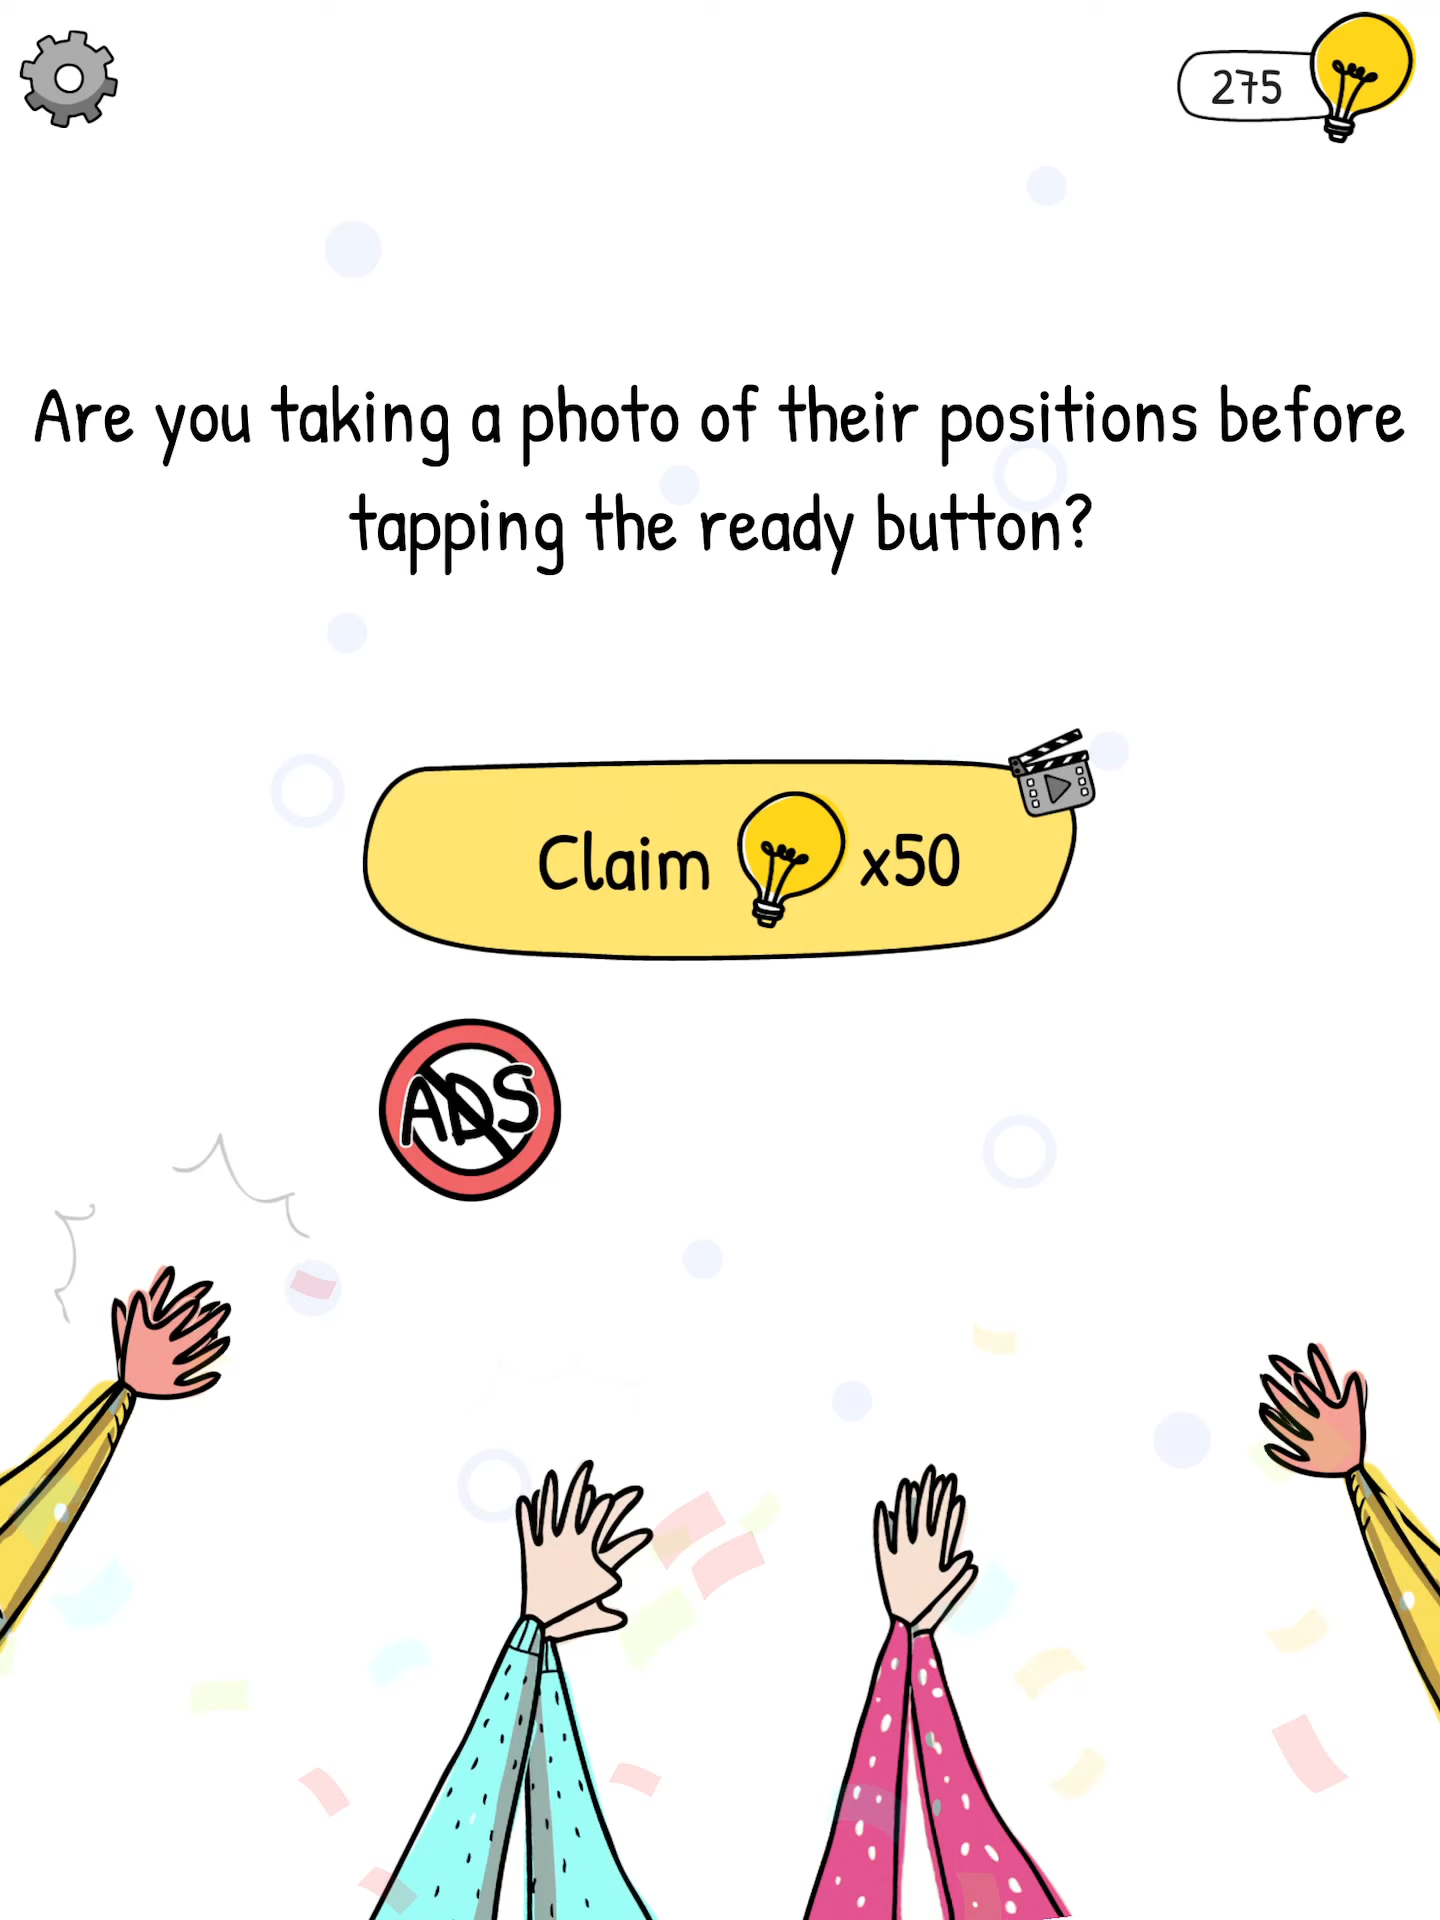 275
Are you taking a photo of their positions before
tapping the ready button?
Claim x50
ADS